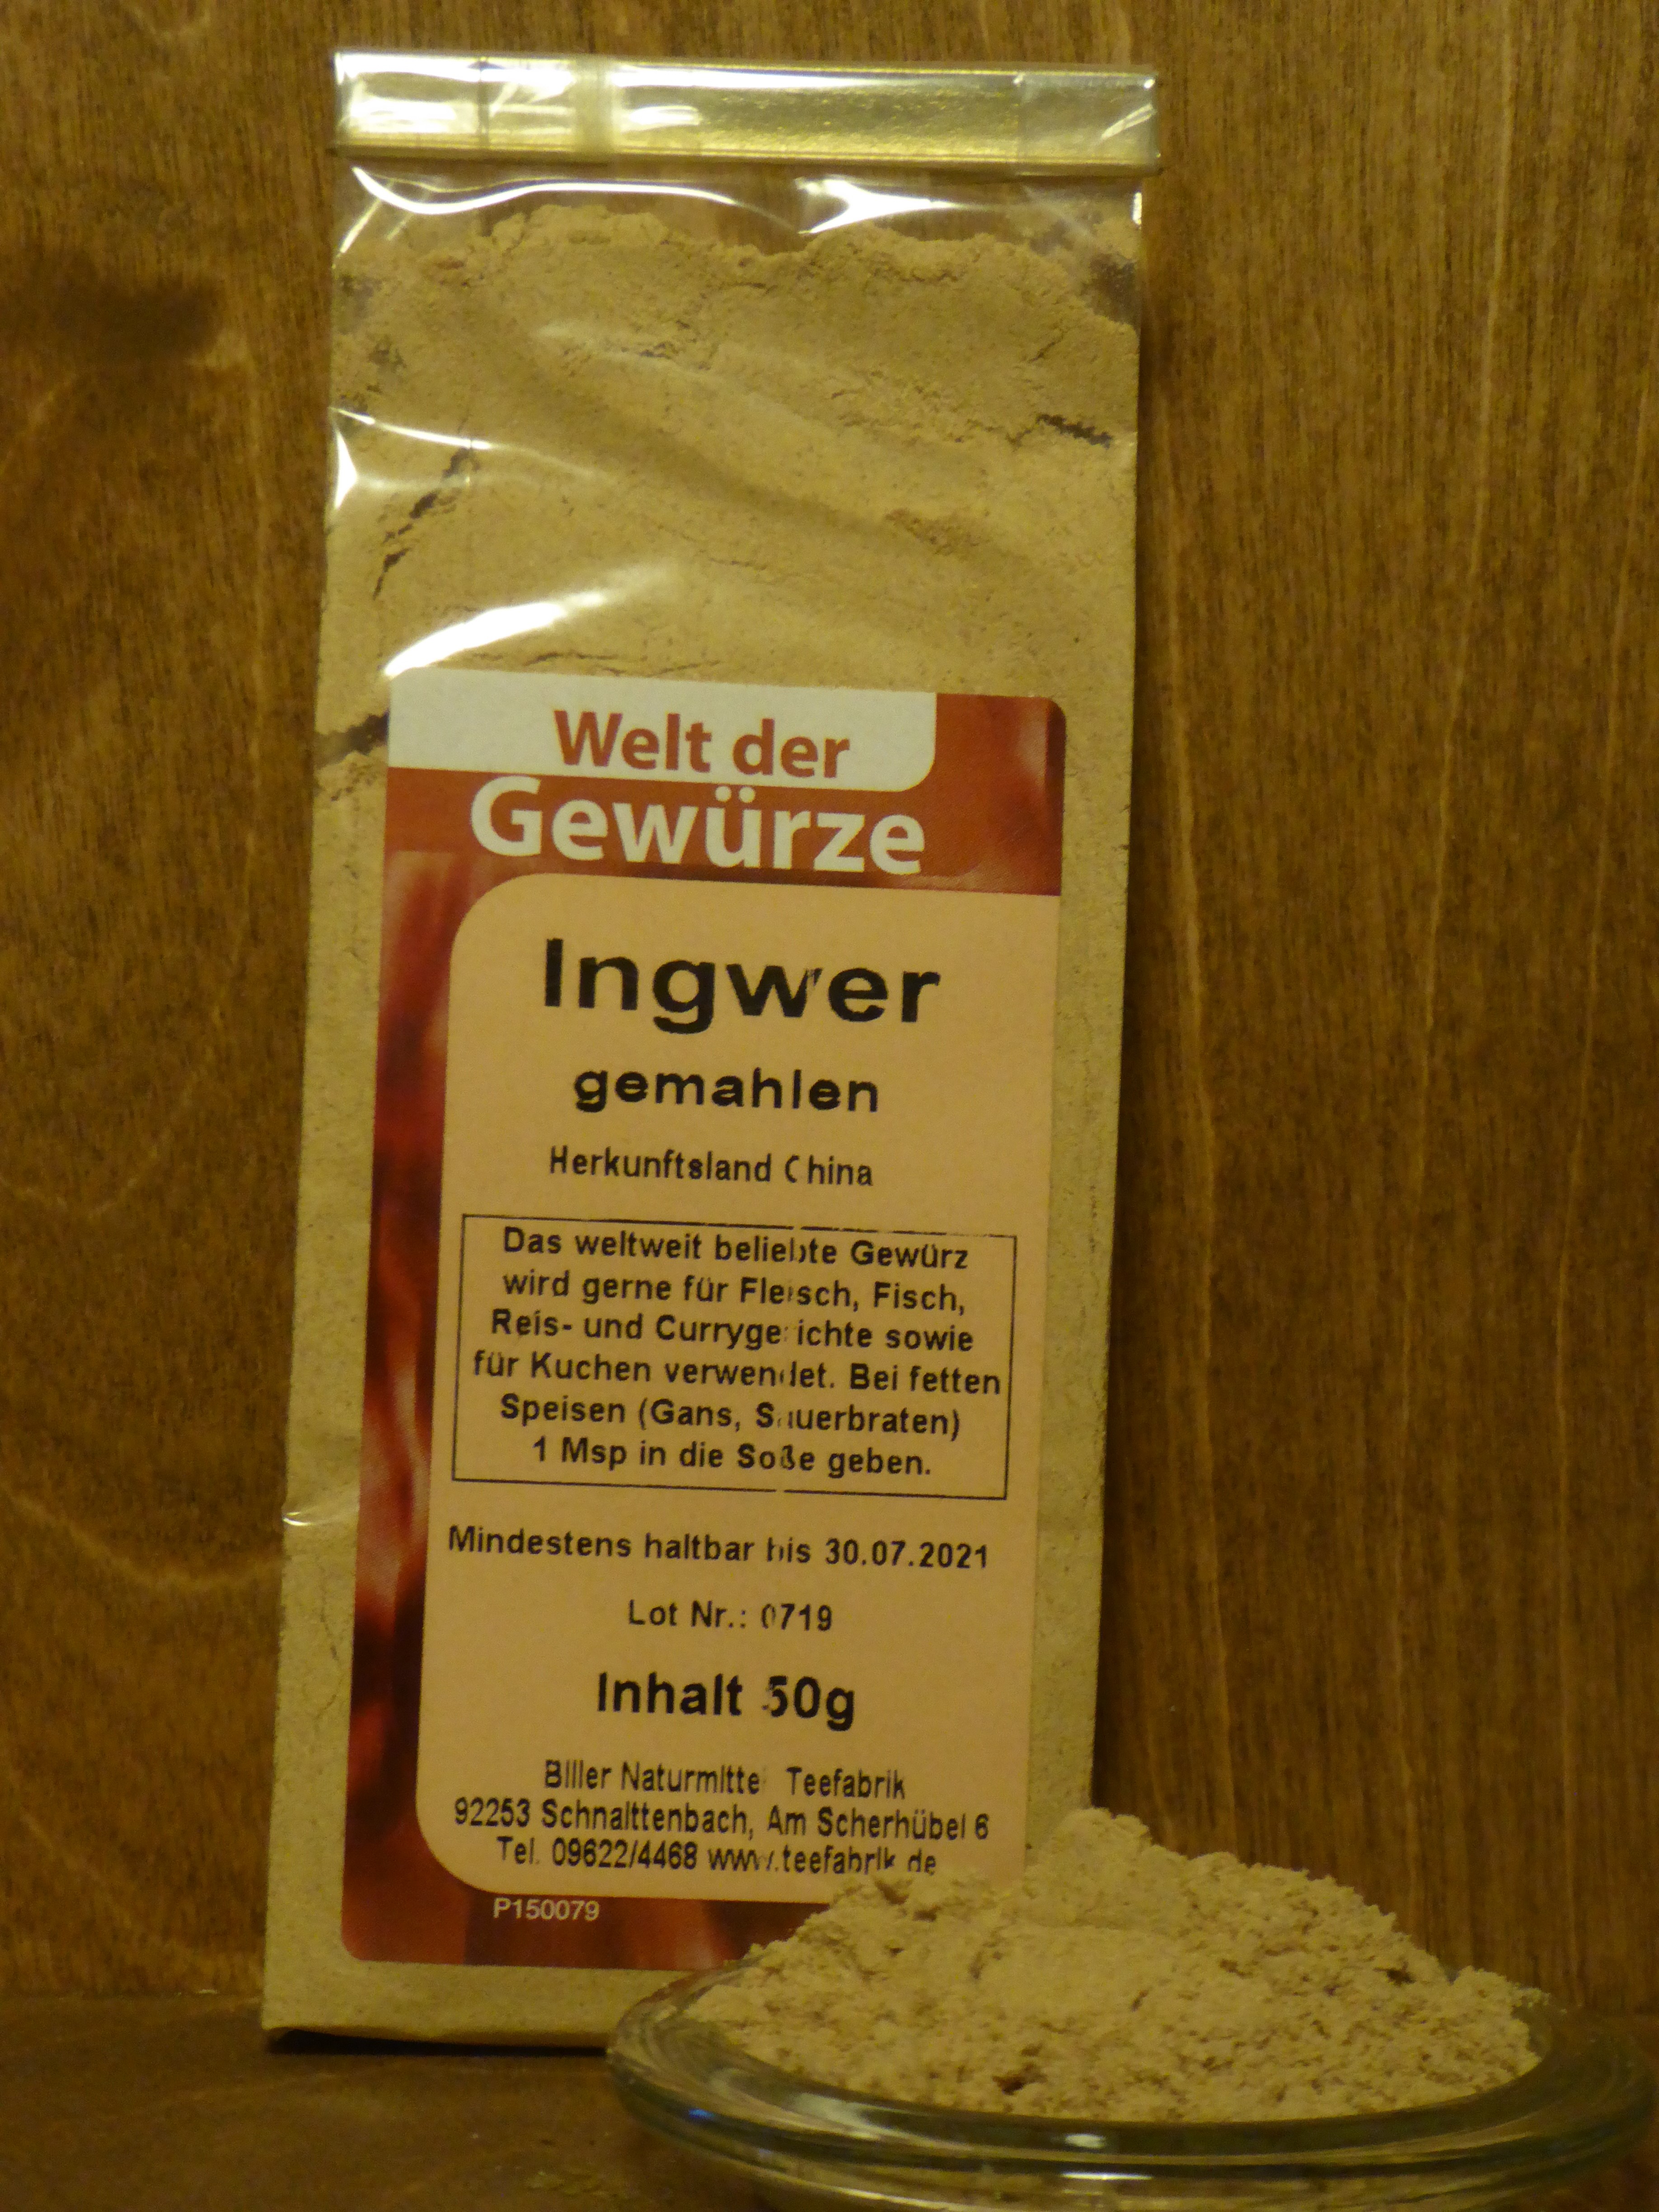 Welt der
Gewürze
Ingwer
gemahlen
Herkunftsland China
Das weltweit beliebte Gewürz
wird gerne für Fleisch, Fisch,
Reis- und Currygerichte sowie
für Kuchen verwendet. Bei fetten
Speisen (Gans, Sauerbraten)
1 Msp in die Soße geben.
Mindestens haltbar bis 30.07.2021
Lot Nr.: 0719
Inhalt 50g
Biller Naturmittel Teefabrik
92253 Schnaittenbach, Am Scherhübel 6
Tel. 09622/4468 www.teefabrik.de
P150079